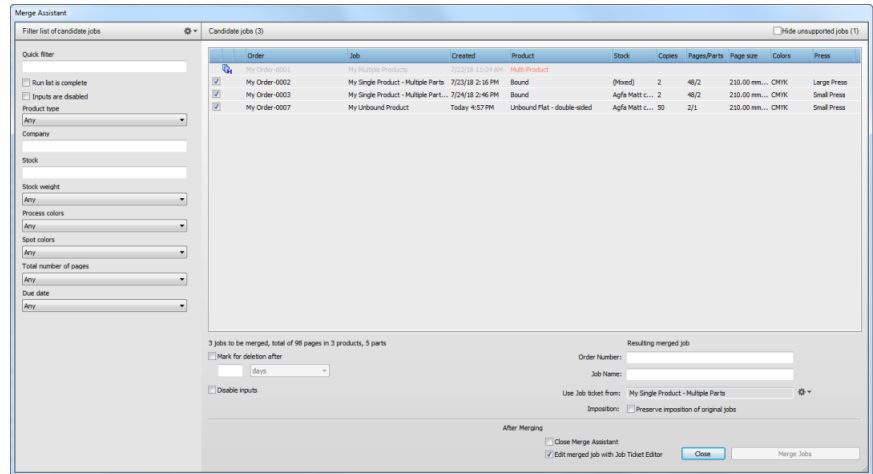 Merge Assistant
Filter list of candidate jobs
Candidate jobs (3)
Hide unsupported jobs (1)
Quick filter
Run list is complete
Inputs are disabled
Product type
Any
Company
Stock
Stock weight
Any
Process colors
Any
Spot colors
Any
Total number of pages
Any
Due date
Any
Order Job Created Product Stock Copies Pages/Parts Page size Colors Press
My Order-0001 My Multiple Products 7/23/18 11:24 AM Multi-Product
My Order-0002 My Single Product - Multiple Parts 7/23/18 2:16 PM Bound (Mixed) 2 48/2 210.00 mm... CMYK Large Press
My Order-0003 My Single Product - Multiple Part... 7/24/18 2:46 PM Bound Agfa Matt c... 2 48/2 210.00 mm... CMYK Small Press
My Order-0007 My Unbound Product Today 4:57 PM Unbound Flat - double-sided Agfa Matt c... 50 2/1 210.00 mm... CMYK Small Press
3 jobs to be merged, total of 98 pages in 3 products, 5 parts
Mark for deletion after
days
Disable inputs
Resulting merged job
Order Number:
Job Name:
Use Job ticket from: My Single Product - Multiple Parts
Imposition: Preserve imposition of original jobs
After Merging
Close Merge Assistant
Edit merged job with Job Ticket Editor
Close
Merge Jobs